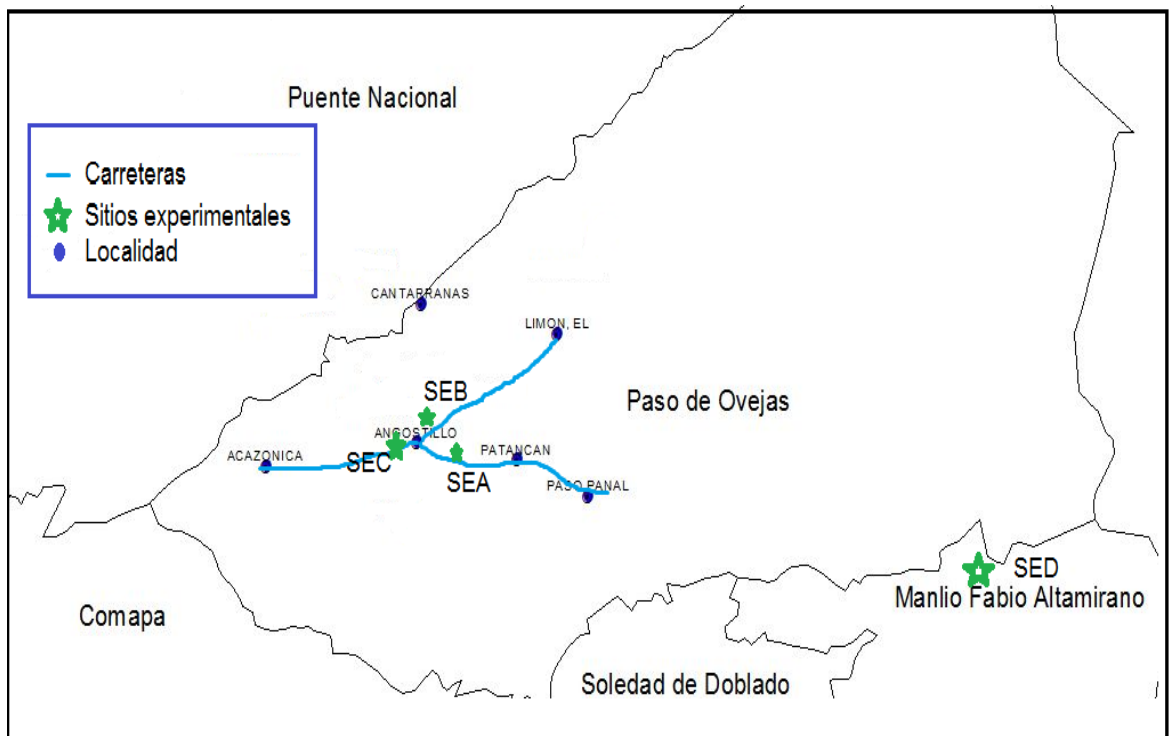 Puente Nacional
Carreteras
Sitios experimentales
Localidad
CANTARRANAS
LIMON, EL
SEB
Paso de Ovejas
ANGOSTILLO
ACAZONICA
SEC
PATANCAN
SEA
PASO PANAL
SED
Manlio Fabio Altamirano
Comapa
Soledad de Doblado